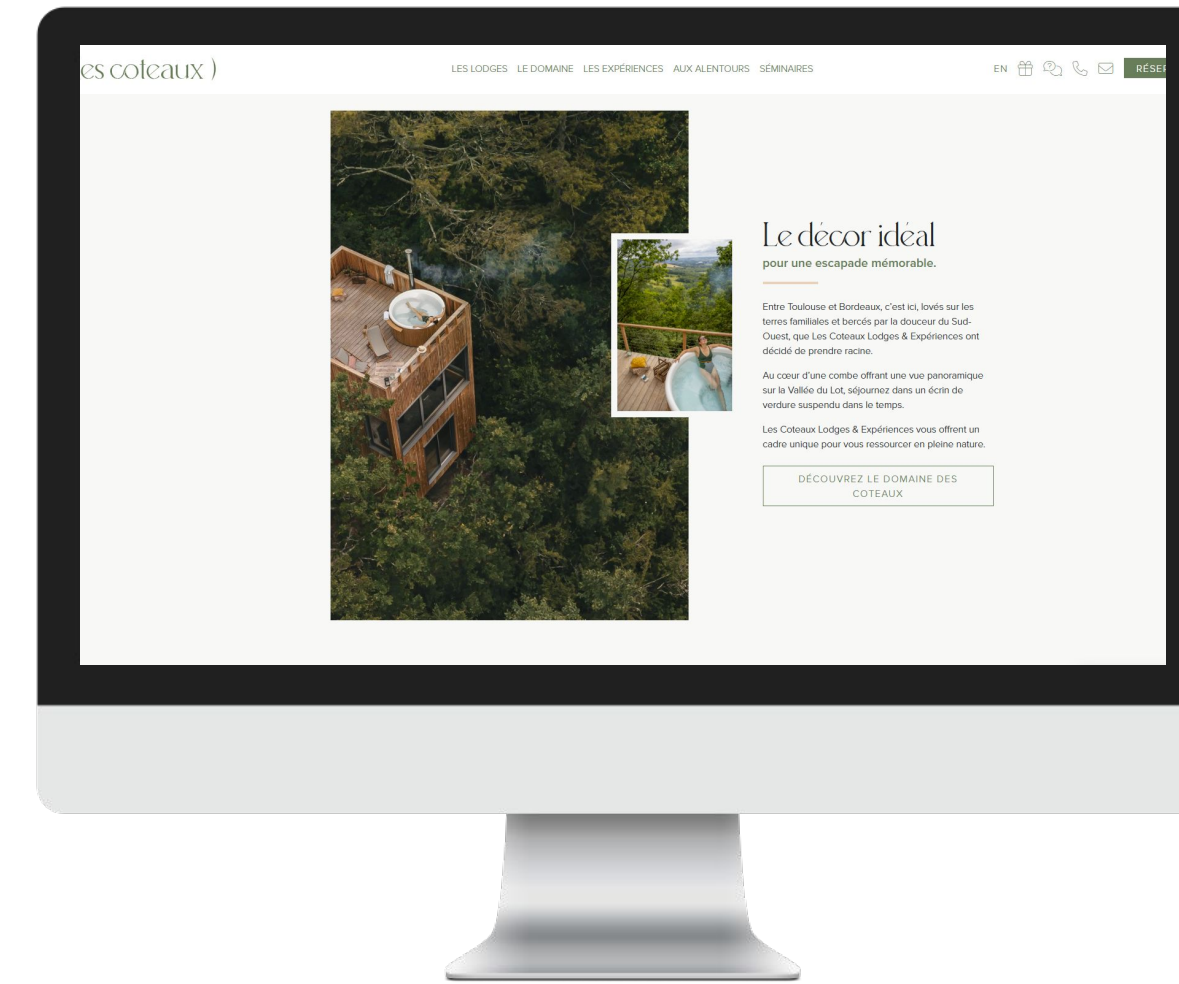 es coteaux )
LES LODGES LE DOMAINE LES EXPÉRIENCES AUX ALENTOURS SÉMINAIRES
EN
RÉSER
Le décor idéal
pour une escapade mémorable.
Entre Toulouse et Bordeaux, c'est ici, lovés sur les
terres familiales et bercés par la douceur du Sud-
Ouest, que Les Coteaux Lodges & Expériences ont
décidé de prendre racine.
Au cœur d'une combe offrant une vue panoramique
sur la Vallée du Lot, séjournez dans un écrin de
verdure suspendu dans le temps.
Les Coteaux Lodges & Expériences vous offrent un
cadre unique pour vous ressourcer en pleine nature.
DÉCOUVREZ LE DOMAINE DES
COTEAUX